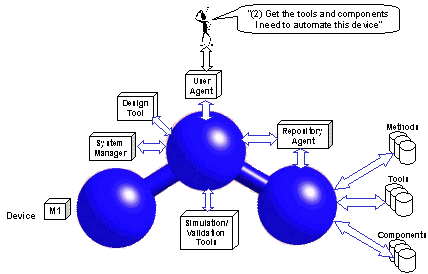 "(2) Get the tools and components
I need to automate this device"
User
Agent
Design
Tool
System
Manager
Repository
Agent
Methods
Tools
Components
Device
M1
Simulation/
Validation
Tools